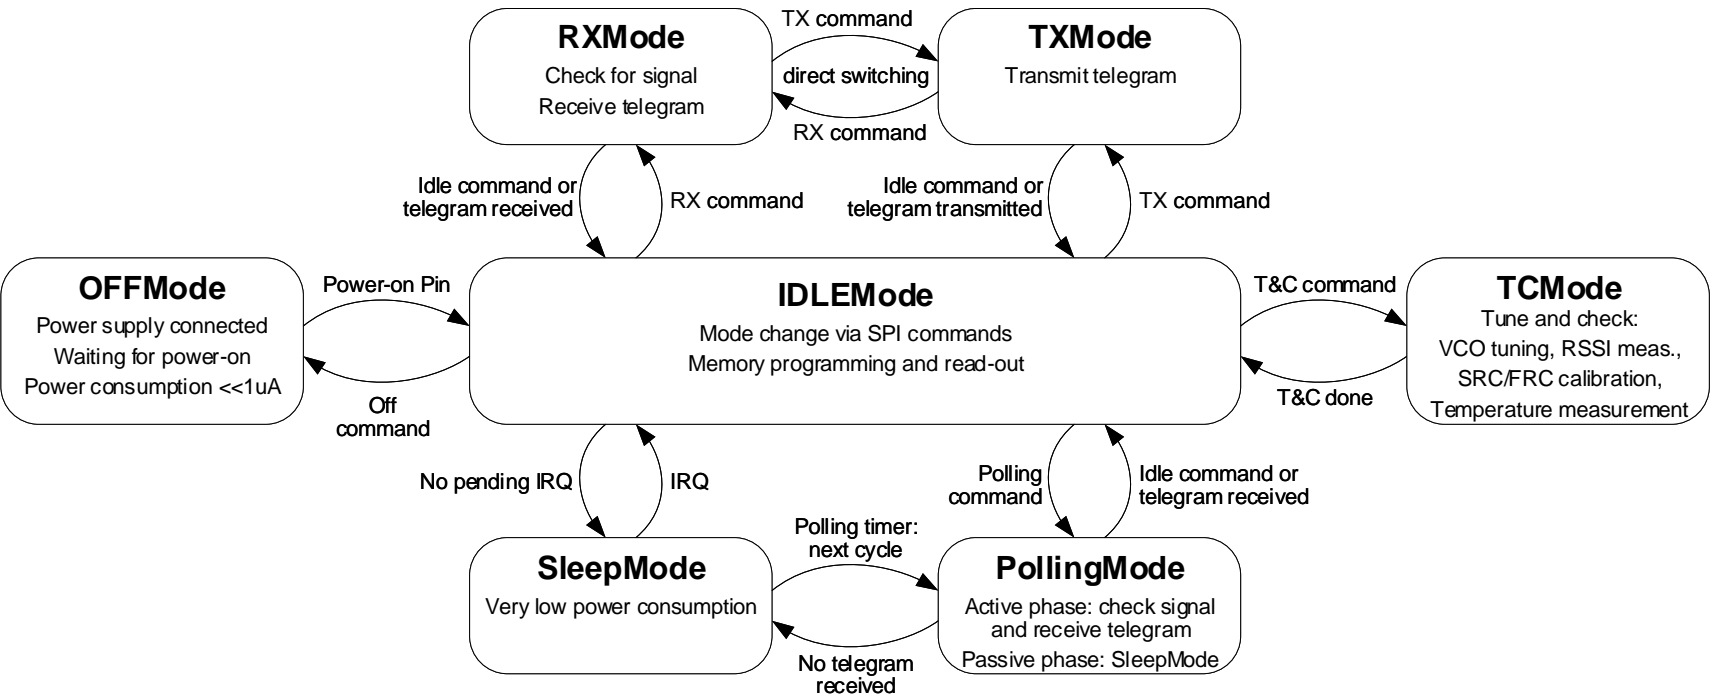 TX command
RXMode
Check for signal
Receive telegram
direct switching
TXMode
Transmit telegram
RX command
Idle command or
telegram received
RX command
Idle command or
telegram transmitted
TX command
OFFMode
Power supply connected
Waiting for power-on
Power consumption <<1uA
Power-on Pin
Off
command
IDLEMode
Mode change via SPI commands
Memory programming and read-out
T&C command
T&C done
TCMode
Tune and check:
VCO tuning, RSSI meas.,
SRC/FRC calibration,
Temperature measurement
No pending IRQ
IRQ
Polling
command
Idle command or
telegram received
SleepMode
Very low power consumption
Polling timer:
next cycle
No telegram
received
PollingMode
Active phase: check signal
and receive telegram
Passive phase: SleepMode